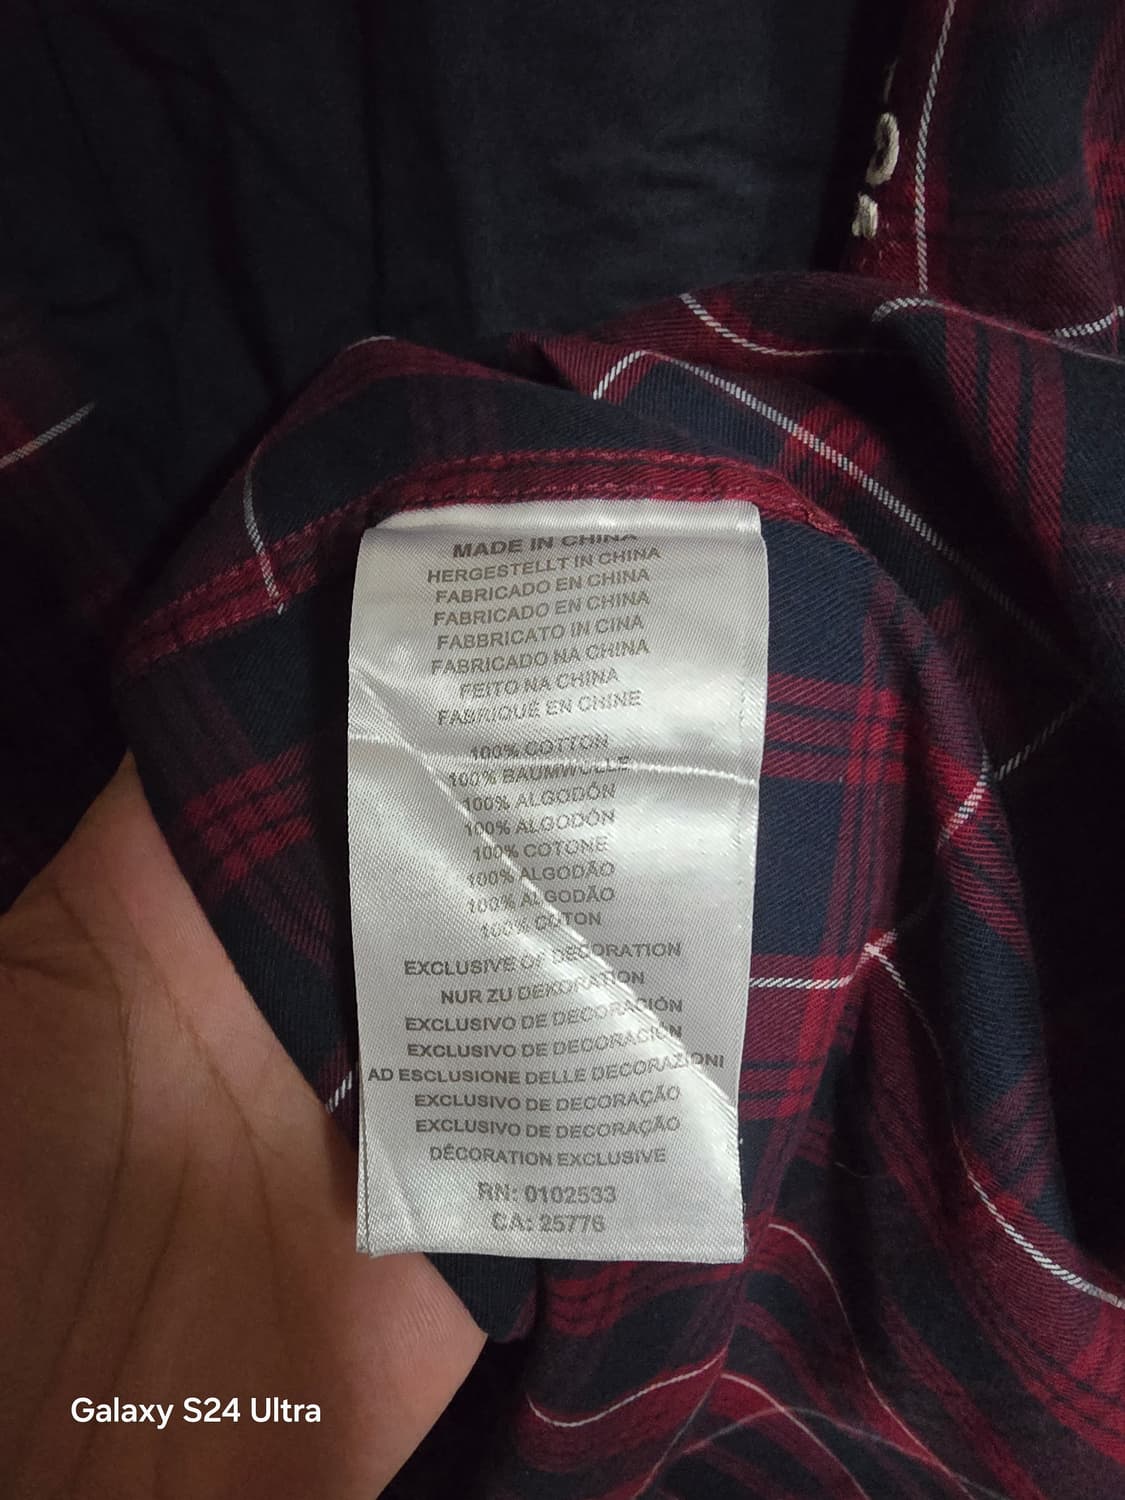 MADE IN CHINA
HERGESTELLT IN CHINA
FABRICADO EN CHINA
FABRICADO EN CHINA
FABBRICATO IN CINA
FABRICADO NA CHINA
FEITO NA CHINA
FABRIQUÉ EN CHINE
100% COTTON
100% BAUMWOLLE
100% ALGODÓN
100% ALGODÓN
100% COTONE
100% ALGODÃO
100% ALGODÃO
100% COTON
EXCLUSIVE OF DECORATION
NUR ZU DEKORATION
EXCLUSIVO DE DECORACIÓN
EXCLUSIVO DE DECORACIÓN
AD ESCLUSIONE DELLE DECORAZIONI
EXCLUSIVO DE DECORAÇÃO
EXCLUSIVO DE DECORAÇÃO
DÉCORATION EXCLUSIVE
RN: 0102533
CA: 25776
Galaxy S24 Ultra